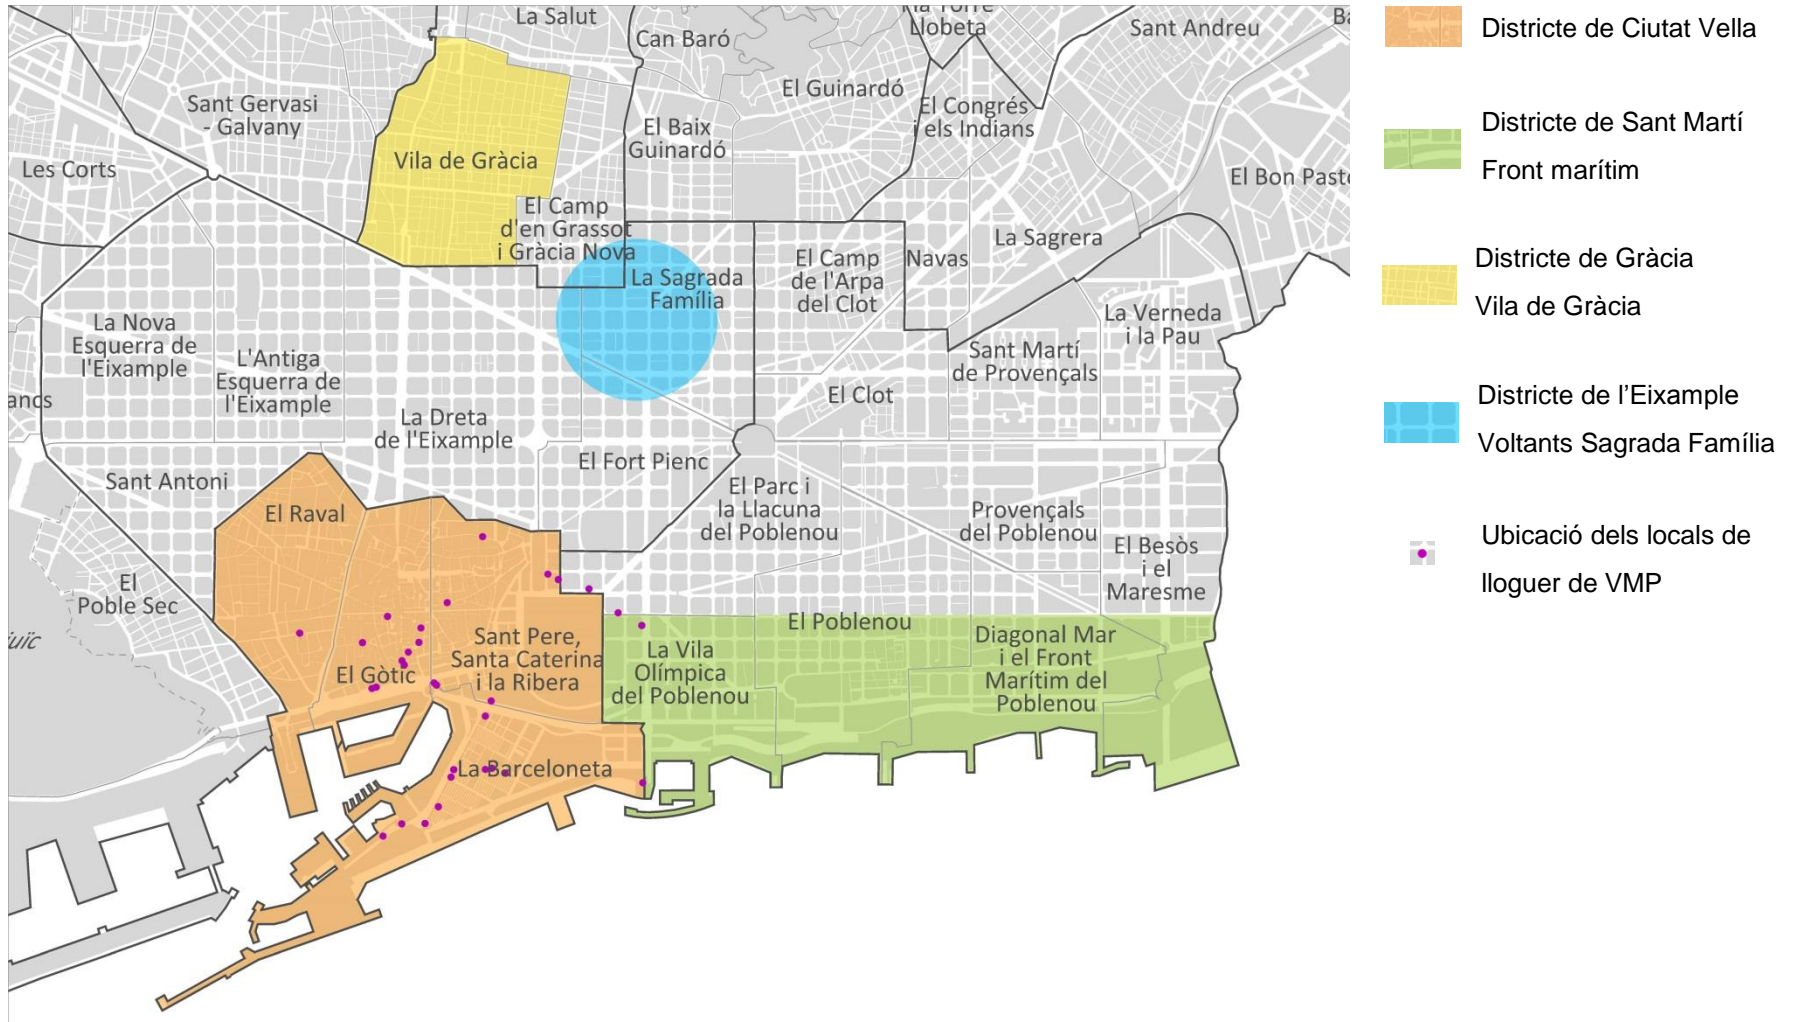 La Salut
Can Baró
Llobeta
Sant Andreu
El Guinardó
Sant Gervasi
- Galvany
El Congrés
i els Indians
El Baix
Guinardó
Vila de Gràcia
Les Corts
El Bon Pasto
El Camp
d'en Grassot
i Gràcia Nova
La Sagrera
Navas
El Camp
de l'Arpa
del Clot
La Sagrada
Família
La Verneda
i la Pau
La Nova
Esquerra de
l'Eixample
L'Antiga
Esquerra de
l'Eixample
Sant Martí
de Provençals
El Clot
ancs
La Dreta
de l'Eixample
El Fort Pienc
Sant Antoni
El Parc i
la Llacuna
del Poblenou
El Raval
Provençals
del Poblenou
El Besòs
i el
Maresme
El
Poble Sec
juïc
El Poblenou
Sant Pere,
Santa Caterina
i la Ribera
La Vila
Olímpica
del Poblenou
Diagonal Mar
i el Front
Marítim del
Poblenou
El Gòtic
La Barceloneta
Districte de Ciutat Vella
Districte de Sant Martí
Front marítim
Districte de Gràcia
Vila de Gràcia
Districte de l'Eixample
Voltants Sagrada Família
Ubicació dels locals de
lloguer de VMP